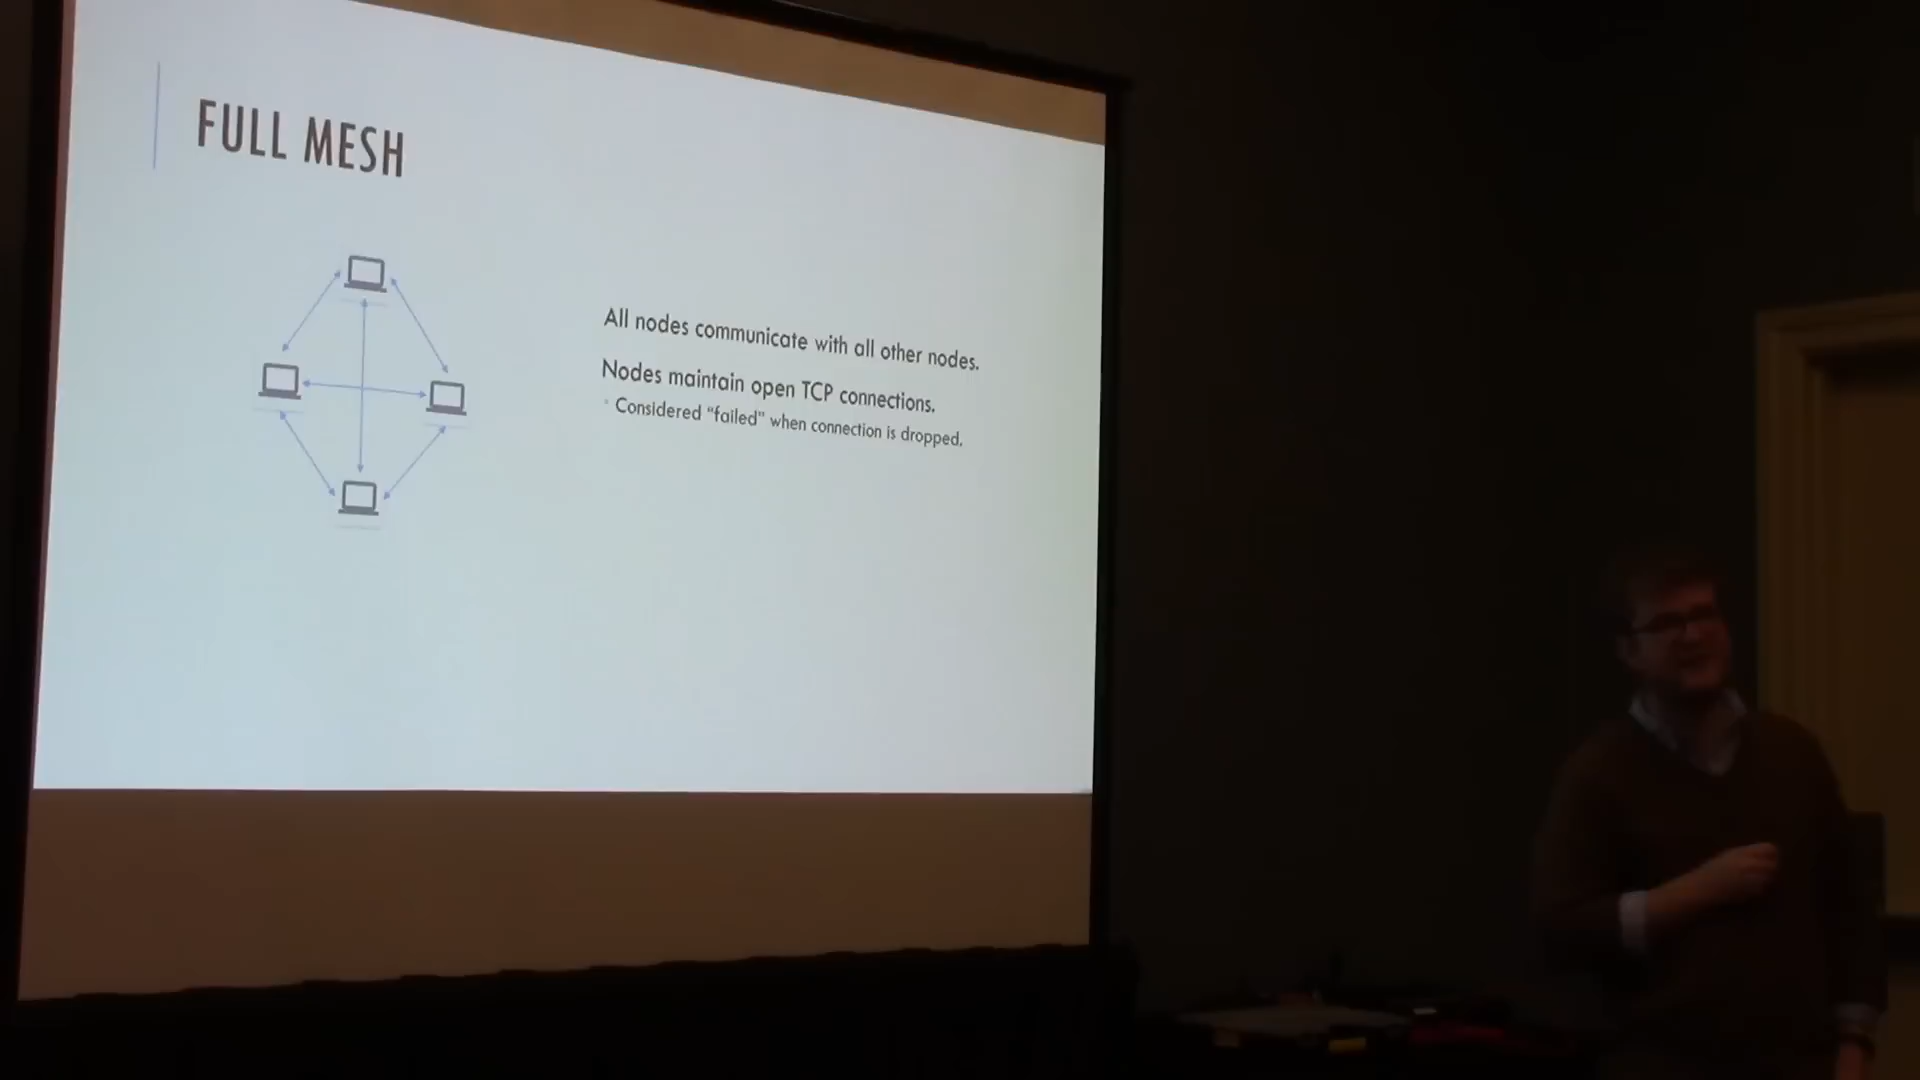 FULL MESH
All nodes communicate with all other nodes.
Nodes maintain open TCP connections.
Considered “failed” when connection is dropped.